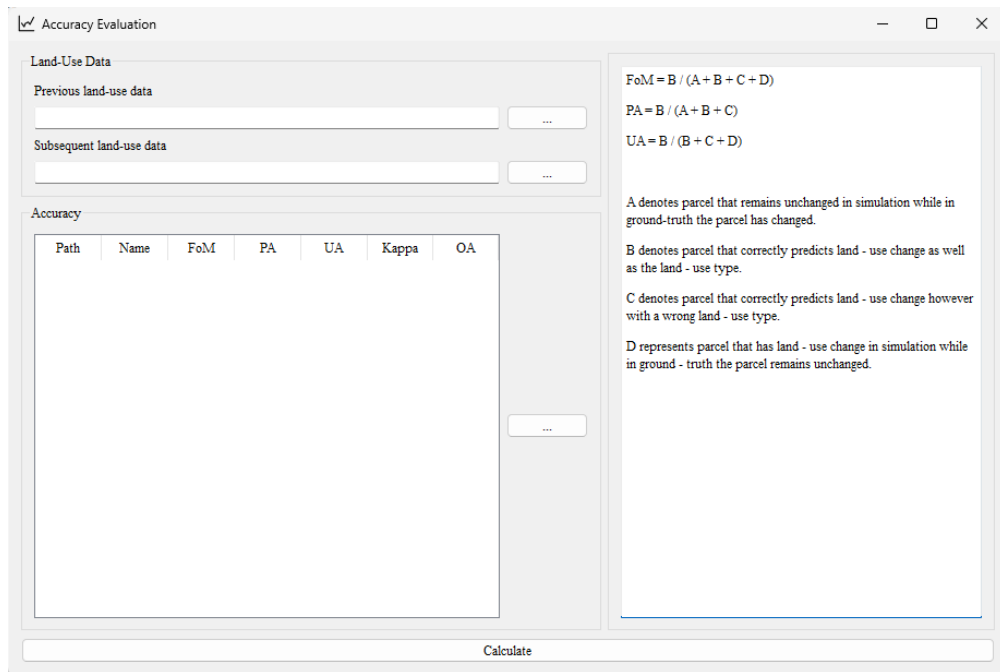 Accuracy Evaluation
Land-Use Data
Previous land-use data
...
Subsequent land-use data
...
Accuracy
Path Name FoM PA UA Kappa OA
...
FoM = B / (A + B + C + D)
PA = B / (A + B + C)
UA = B / (B + C + D)
A denotes parcel that remains unchanged in simulation while in
ground-truth the parcel has changed.
B denotes parcel that correctly predicts land - use change as well
as the land - use type.
C denotes parcel that correctly predicts land - use change however
with a wrong land - use type.
D represents parcel that has land - use change in simulation while
in ground - truth the parcel remains unchanged.
Calculate